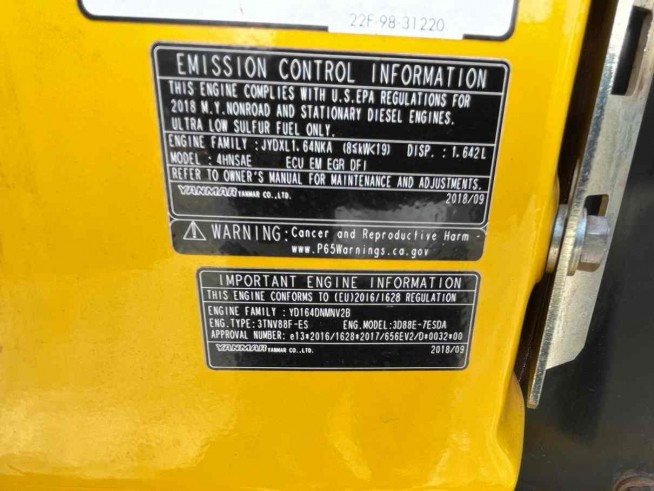 22F-98-31220
EMISSION CONTROL INFORMATION
THIS ENGINE COMPLIES WITH U.S.EPA REGULATIONS FOR
2018 M.Y.NONROAD AND STATIONARY DIESEL ENGINES.
ULTRA LOW SULFUR FUEL ONLY.
ENGINE FAMILY : JYDXL1.64NKA (8≤kW<19) DISP. : 1.642L
MODEL : 4HNSAE ECU EM EGR DFI
REFER TO OWNER'S MANUAL FOR MAINTENANCE AND ADJUSTMENTS.
YANMAR YANMAR CO.,LTD. 2018/09
WARNING: Cancer and Reproductive Harm -
www.P65Warnings.ca.gov
IMPORTANT ENGINE INFORMATION
THIS ENGINE CONFORMS TO (EU)2016/1628 REGULATION
ENGINE FAMILY : YD164DNMNV2B
ENG.TYPE: 3TNV88F-ES ENG.MODEL: 3D88E-7ESDA
APPROVAL NUMBER: e13*2016/1628*2017/656EV2/D*0032*00
YANMAR YANMAR CO.,LTD. 2018/09